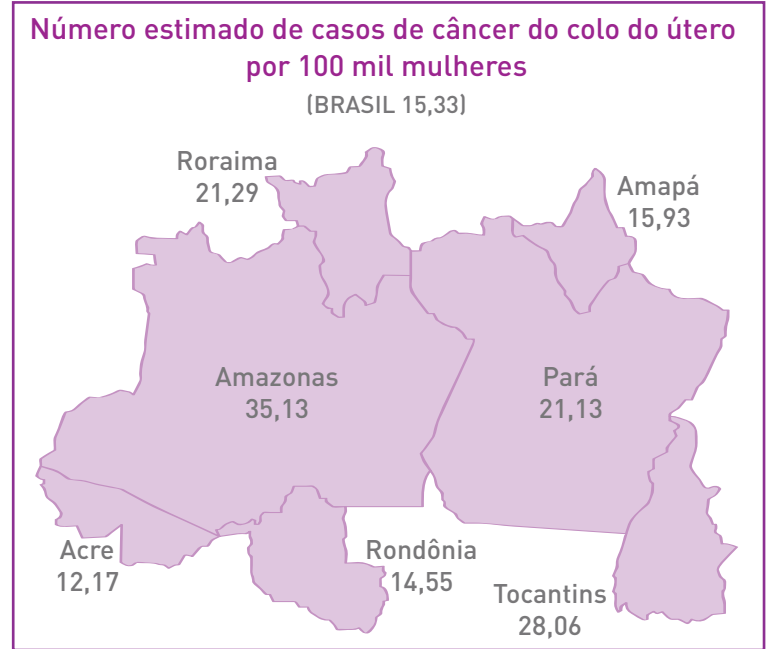 Número estimado de casos de câncer do colo do útero
por 100 mil mulheres
(BRASIL 15,33)
Roraima
21,29
Amapá
15,93
Amazonas
35,13
Pará
21,13
Acre
12,17
Rondônia
14,55
Tocantins
28,06